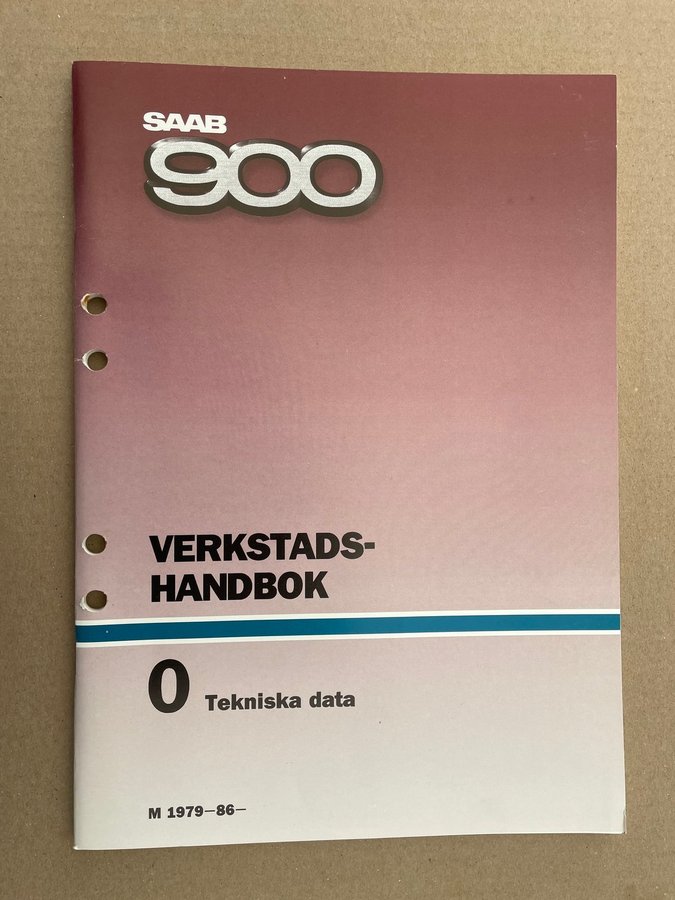 SAAB
900
VERKSTADS-
HANDBOK
0 Tekniska data
M 1979–86–